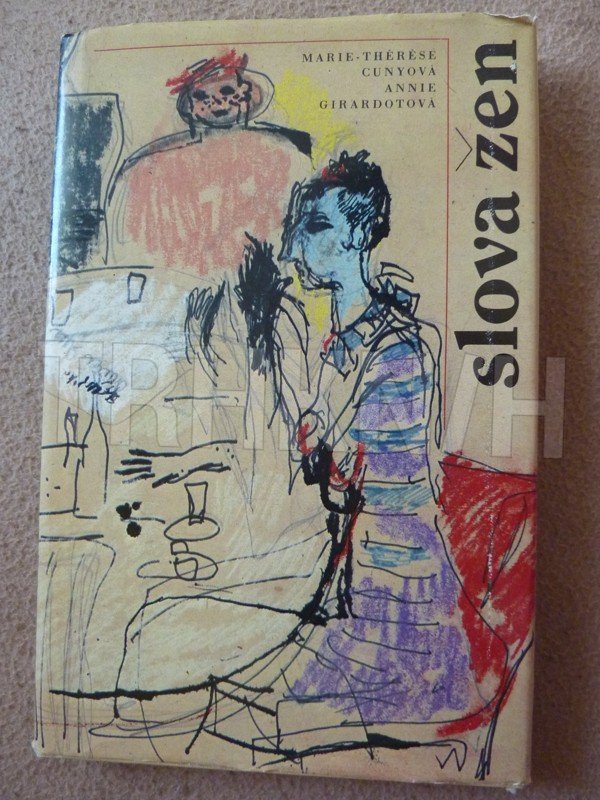 MARIE-THÉRÈSE
CUNYOVÁ
ANNIE
GIRARDOTOVÁ
slova žen